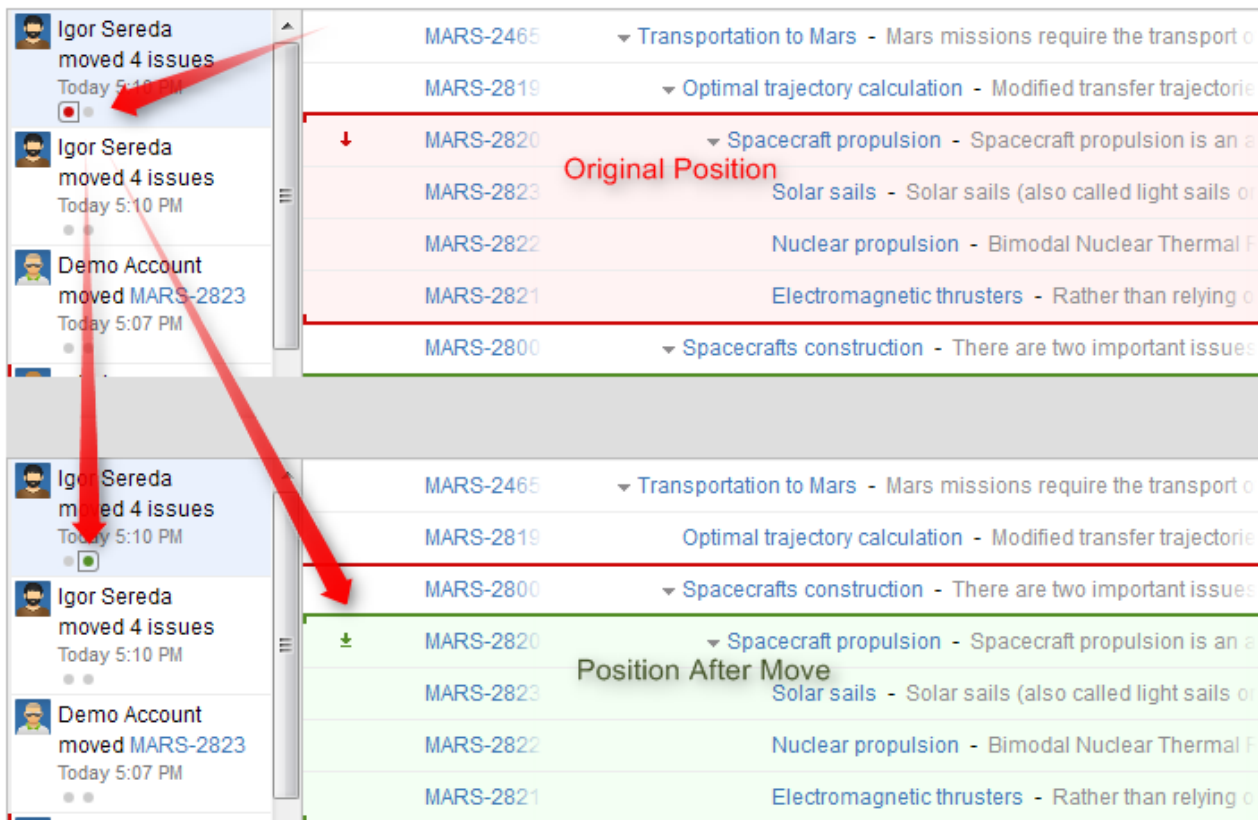 Igor Sereda
moved 4 issues
Today 5:10 PM
Igor Sereda
moved 4 issues
Today 5:10 PM
Demo Account
moved MARS-2823
Today 5:07 PM
MARS-2465 Transportation to Mars - Mars missions require the transport
MARS-2819 Optimal trajectory calculation - Modified transfer
MARS-2820 Spacecraft propulsion - Spacecraft propulsion is an
Original Position
MARS-2823 Solar sails - Solar sails (also called light sails
MARS-2822 Nuclear propulsion - Bimodal Nuclear Thermal
MARS-2821 Electromagnetic thrusters - Rather than relying
MARS-2800 Spacecrafts construction - There are two important issues
Igor Sereda
moved 4 issues
Today 5:10 PM
Igor Sereda
moved 4 issues
Today 5:10 PM
Demo Account
moved MARS-2823
Today 5:07 PM
MARS-2465 Transportation to Mars - Mars missions require the transport
MARS-2819 Optimal trajectory calculation - Modified transfer
MARS-2800 Spacecrafts construction - There are two important issues
MARS-2820 Spacecraft propulsion - Spacecraft propulsion is an
Position After Move
MARS-2823 Solar sails - Solar sails (also called light sails
MARS-2822 Nuclear propulsion - Bimodal Nuclear Thermal
MARS-2821 Electromagnetic thrusters - Rather than relying